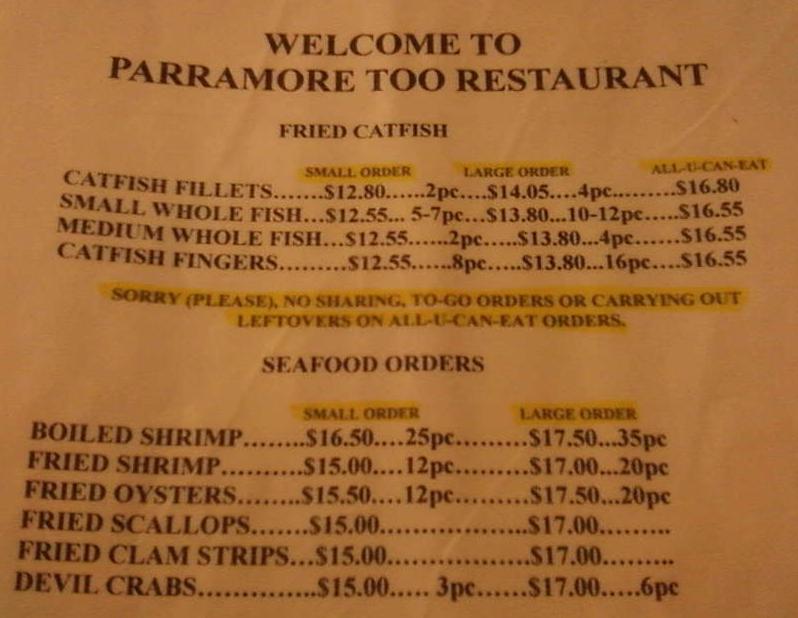 WELCOME TO
PARRAMORE TOO RESTAURANT
FRIED CATFISH
SMALL ORDER LARGE ORDER ALL-U-CAN-EAT
CATFISH FILLETS.......$12.80.....2pc....$14.05....4pc.........$16.80
SMALL WHOLE FISH...$12.55... 5-7pc...$13.80...10-12pc.....$16.55
MEDIUM WHOLE FISH...$12.55......2pc.....$13.80...4pc.......$16.55
CATFISH FINGERS.........$12.55......8pc.....$13.80...16pc....$16.55
SORRY (PLEASE), NO SHARING, TO-GO ORDERS OR CARRYING OUT
LEFTOVERS ON ALL-U-CAN-EAT ORDERS.
SEAFOOD ORDERS
SMALL ORDER LARGE ORDER
BOILED SHRIMP........$16.50....25pc.........$17.50...35pc
FRIED SHRIMP...........$15.00....12pc.........$17.00...20pc
FRIED OYSTERS........$15.50....12pc.........$17.50...20pc
FRIED SCALLOPS.......$15.00..................$17.00.........
FRIED CLAM STRIPS...$15.00..................$17.00.........
DEVIL CRABS..............$15.00..... 3pc......$17.00.....6pc